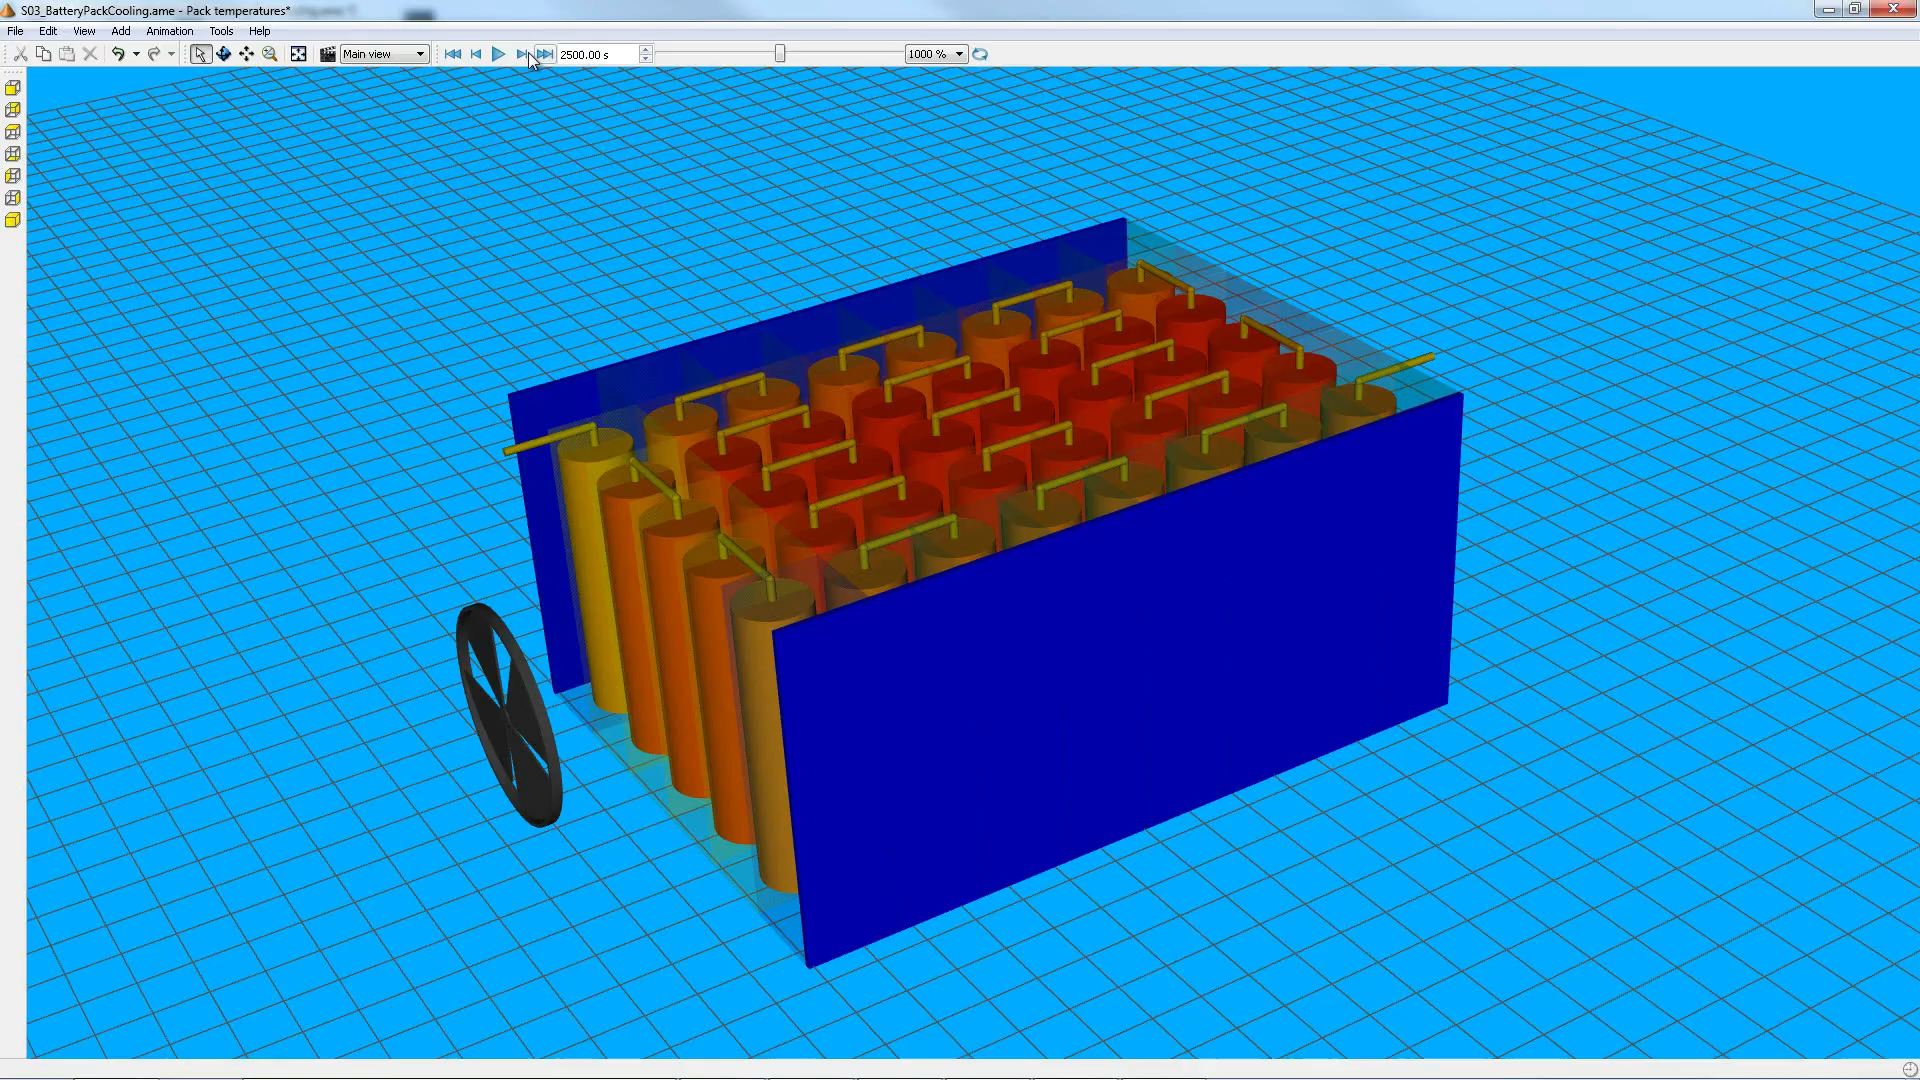 S03_BatteryPackCooling.ame - Pack temperatures*
File Edit View Add Animation Tools Help
Main view 2500.00 s 1000 %